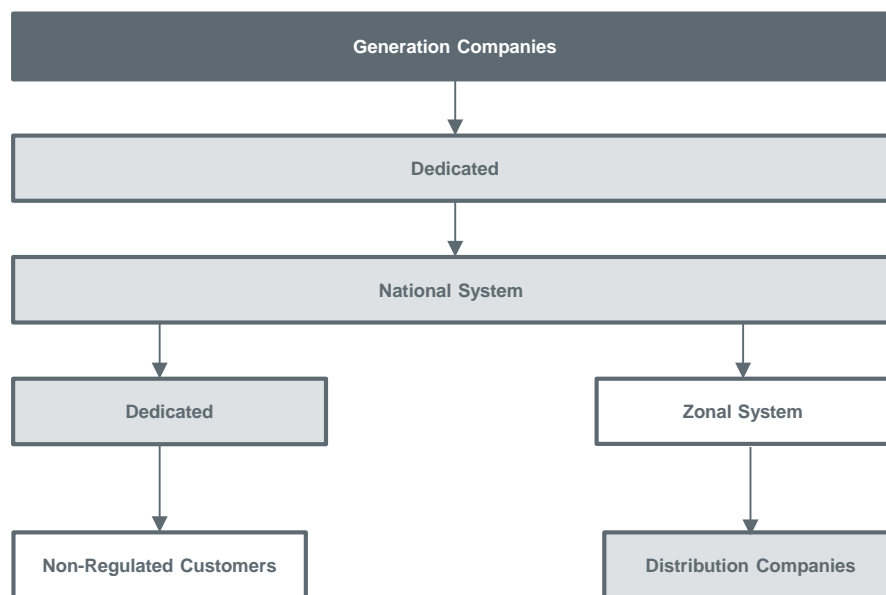 Generation Companies
Dedicated
National System
Dedicated
Zonal System
Non-Regulated Customers
Distribution Companies